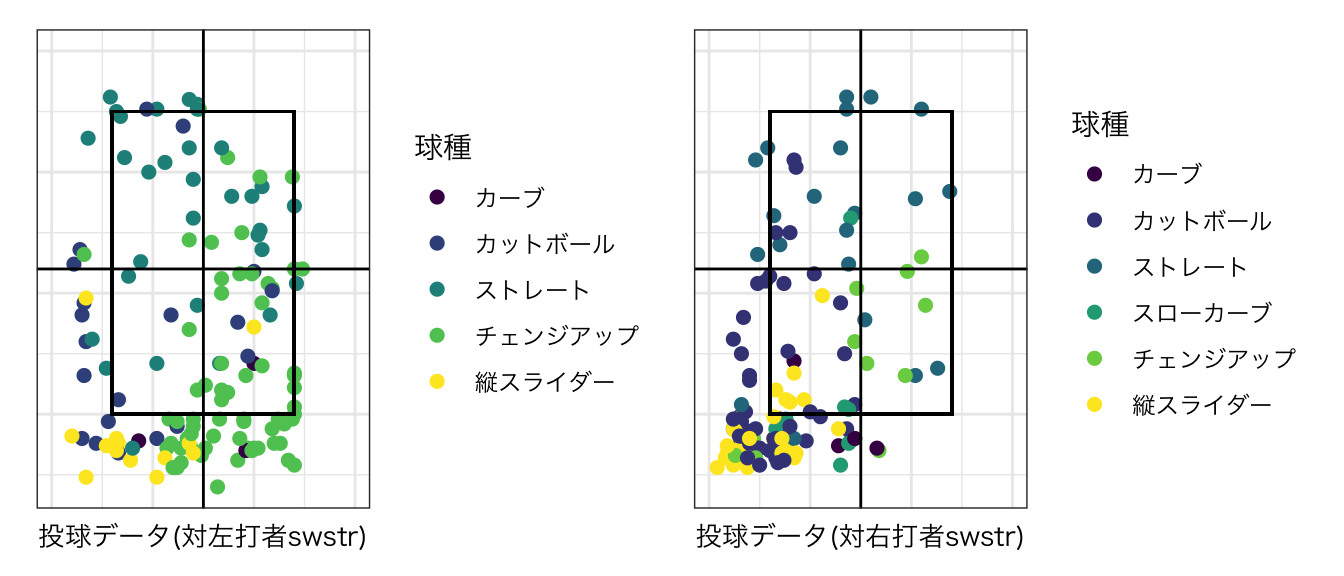 球種
カーブ
カットボール
ストレート
チェンジアップ
縦スライダー
投球データ(対左打者swstr)
球種
カーブ
カットボール
ストレート
スローカーブ
チェンジアップ
縦スライダー
投球データ(対右打者swstr)